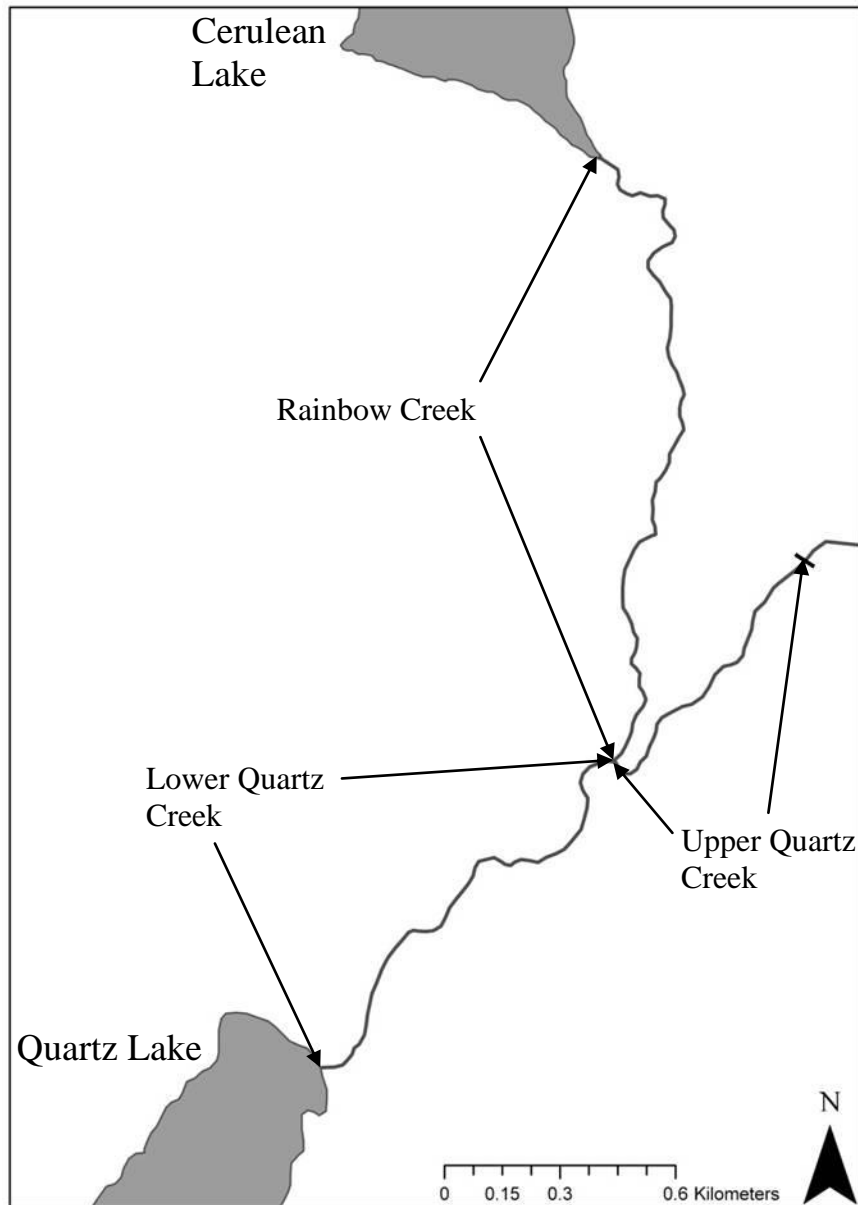 Cerulean
Lake
Rainbow Creek
Lower Quartz
Creek
Upper Quartz
Creek
Quartz Lake
N
0 0.15 0.3 0.6 Kilometers